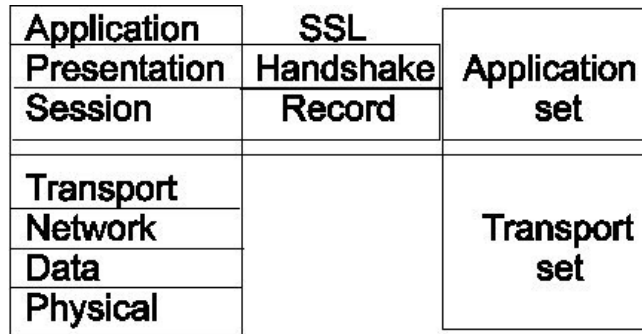 Application SSL
Presentation Handshake Application
Session Record set
Transport
Network Transport
Data set
Physical